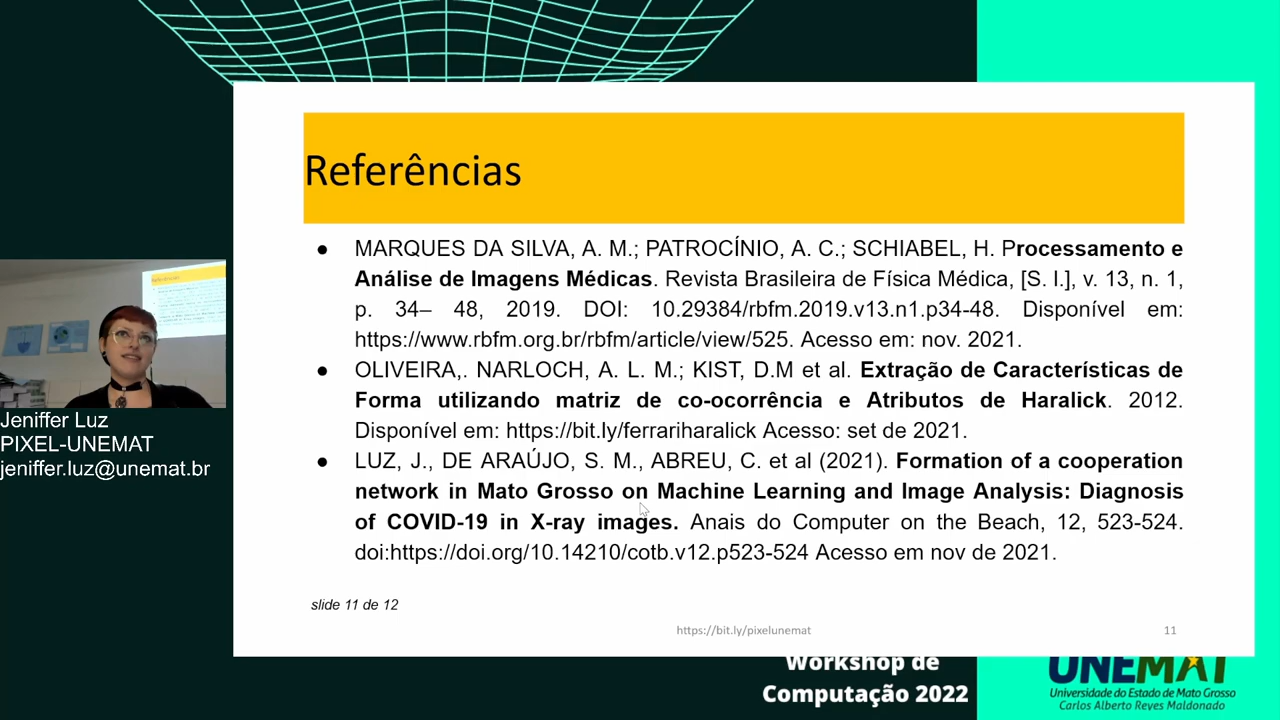 Referências
● MARQUES DA SILVA, A. M.; PATROCÍNIO, A. C.; SCHIABEL, H. Processamento e
Análise de Imagens Médicas. Revista Brasileira de Física Médica, [S. l.], v. 13, n. 1,
p. 34– 48, 2019. DOI: 10.29384/rbfm.2019.v13.n1.p34-48. Disponível em:
https://www.rbfm.org.br/rbfm/article/view/525. Acesso em: nov. 2021.
● OLIVEIRA,. NARLOCH, A. L. M.; KIST, D.M et al. Extração de Características de
Forma utilizando matriz de co-ocorrência e Atributos de Haralick. 2012.
Disponível em: https://bit.ly/ferrariharalick Acesso: set de 2021.
● LUZ, J., DE ARAÚJO, S. M., ABREU, C. et al (2021). Formation of a cooperation
network in Mato Grosso on Machine Learning and Image Analysis: Diagnosis
of COVID-19 in X-ray images. Anais do Computer on the Beach, 12, 523-524.
doi:https://doi.org/10.14210/cotb.v12.p523-524 Acesso em nov de 2021.
slide 11 de 12
https://bit.ly/pixelunemat
11
Jeniffer Luz
PIXEL-UNEMAT
jeniffer.luz@unemat.br
Workshop de
Computação 2022
UNEMAT
Universidade do Estado de Mato Grosso
Carlos Alberto Reyes Maldonado